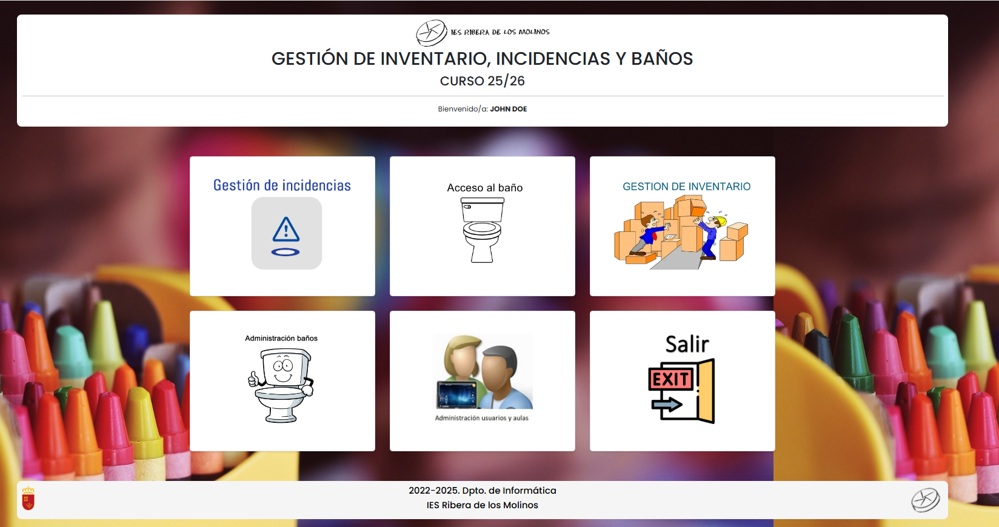 IES RIBERA DE LOS MOLINOS
GESTIÓN DE INVENTARIO, INCIDENCIAS Y BAÑOS
CURSO 25/26
Bienvenido/a: JOHN DOE
Gestión de incidencias
Acceso al baño
GESTION DE INVENTARIO
Administración baños
Administración usuarios y aulas
Salir
EXIT
2022-2025. Dpto. de Informática
IES Ribera de los Molinos